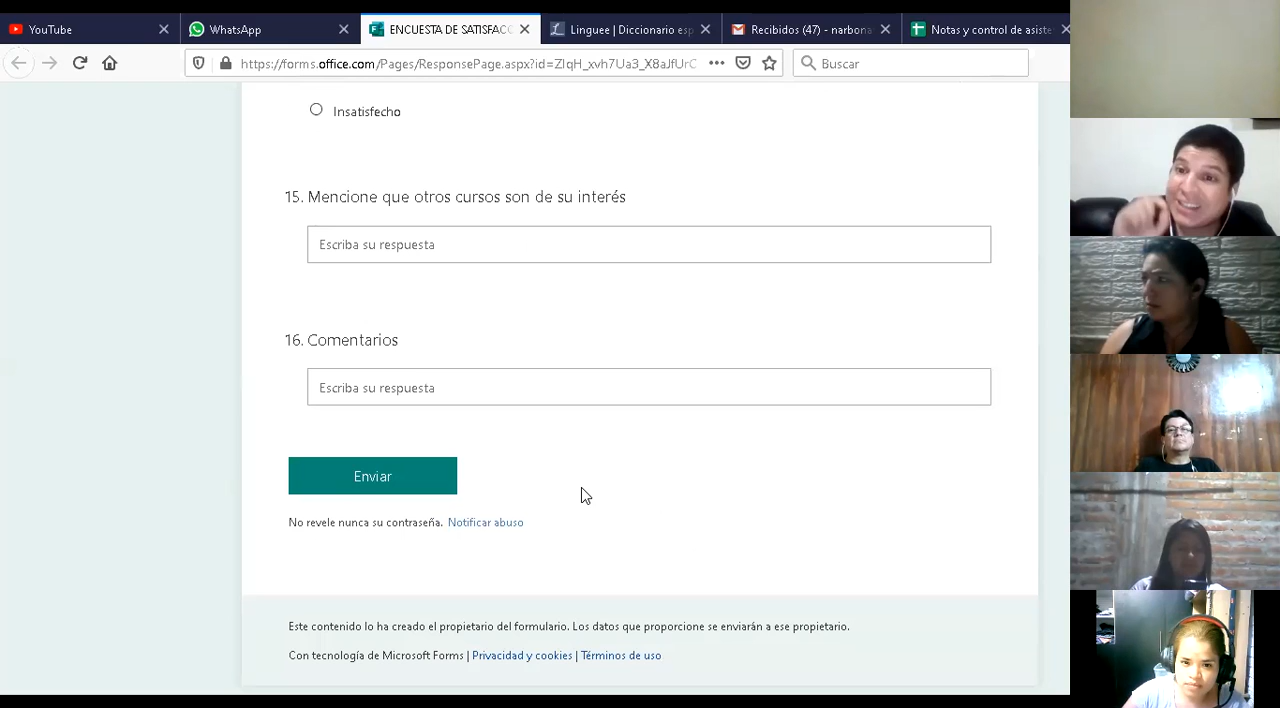 YouTube
WhatsApp
ENCUESTA DE SATISFACC
Linguee | Diccionario esp
Recibidos (47) - narbona
Notas y control de asiste
https://forms.office.com/Pages/ResponsePage.aspx?id=
Buscar
Insatisfecho
15. Mencione que otros cursos son de su interés
Escriba su respuesta
16. Comentarios
Escriba su respuesta
Enviar
No revele nunca su contraseña. Notificar abuso
Este contenido lo ha creado el propietario del formulario. Los datos que proporcione se enviarán a ese propietario.
Con tecnología de Microsoft Forms | Privacidad y cookies | Términos de uso